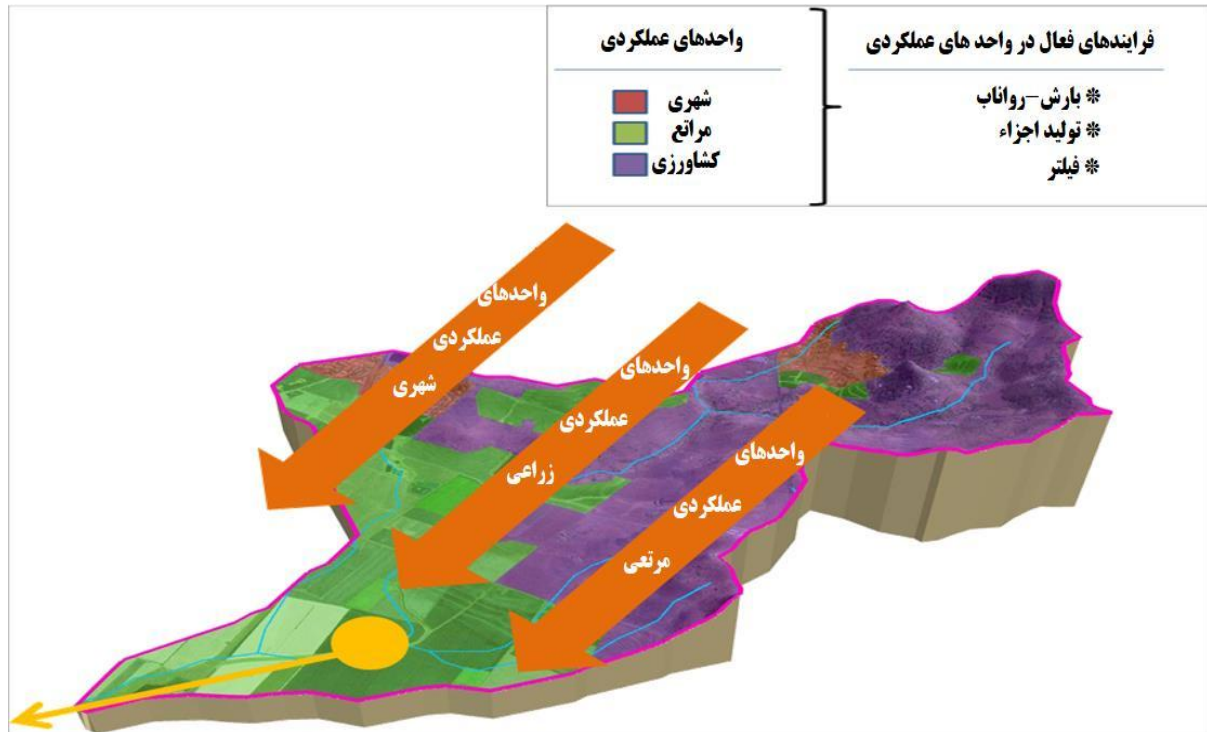 فرایندهای فعال در واحد های عملکردی
* بارش-رواناب
* تولید اجزاء
* فیلتر
واحدهای عملکردی
شهری
مراتع
کشاورزی
واحدهای
عملکردی
شهری
واحدهای
عملکردی
زراعی
واحدهای
عملکردی
مرتعی